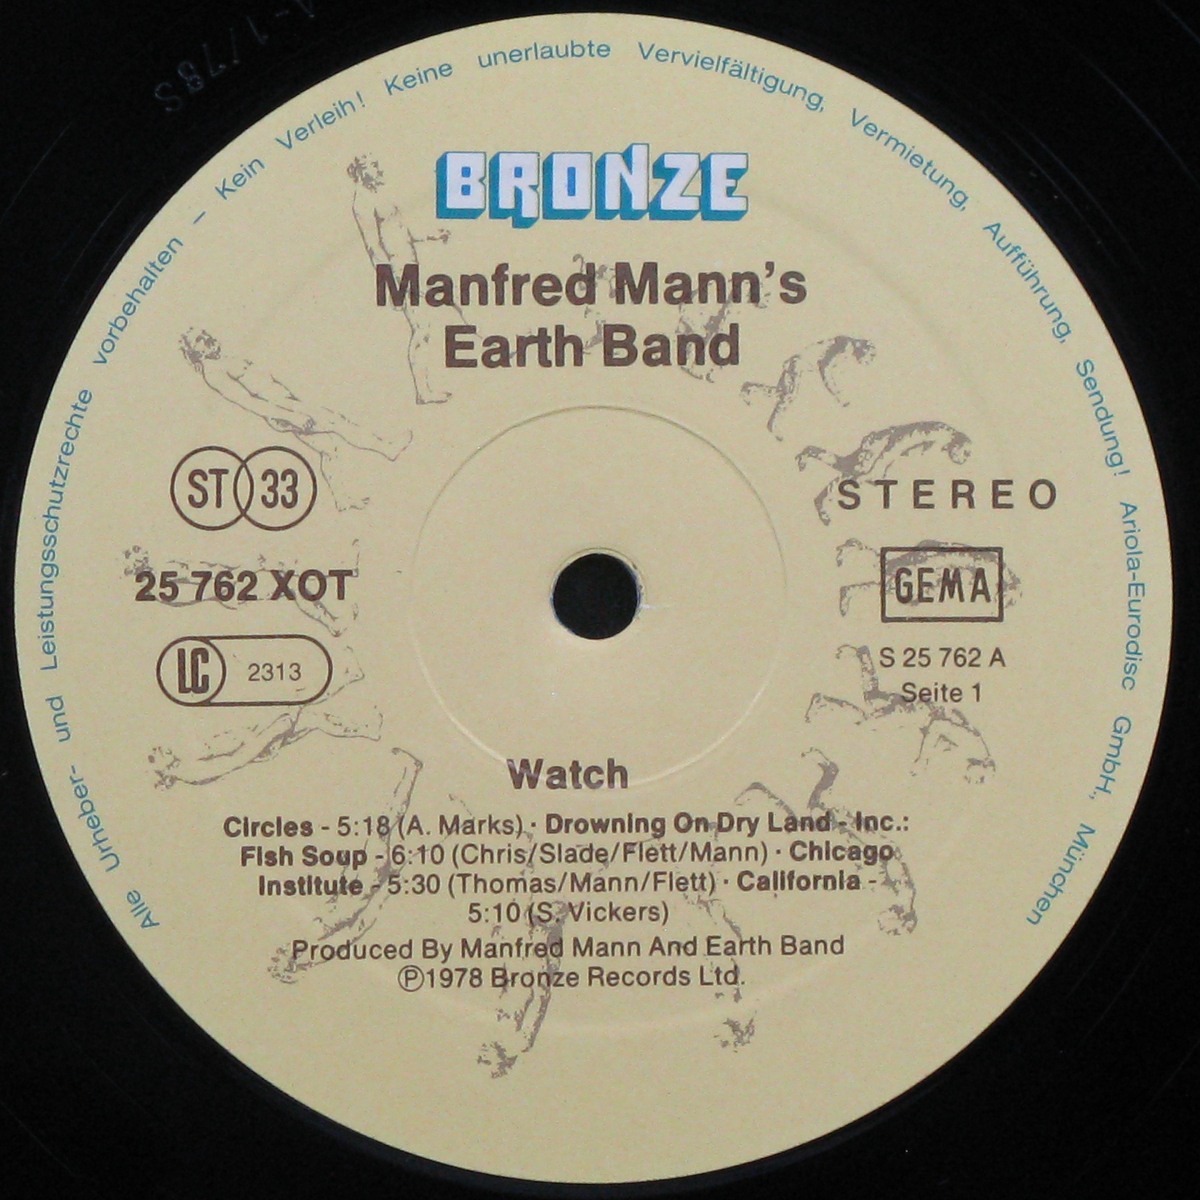 Alle Urheber- und Leistungsschutzrechte vorbehalten – Kein Verleih! Keine unerlaubte Vervielfältigung, Vermietung, Aufführung, Sendung! Ariola-Eurodisc GmbH, München
BRONZE
Manfred Mann's
Earth Band
ST 33
STEREO
25 762 XOT
GEMA
LC 2313
S 25 762 A
Seite 1
Watch
Circles - 5:18 (A. Marks) · Drowning On Dry Land - Inc.:
Fish Soup - 6:10 (Chris/Slade/Flett/Mann) · Chicago
Institute - 5:30 (Thomas/Mann/Flett) · California -
5:10 (S. Vickers)
Produced By Manfred Mann And Earth Band
℗1978 Bronze Records Ltd.